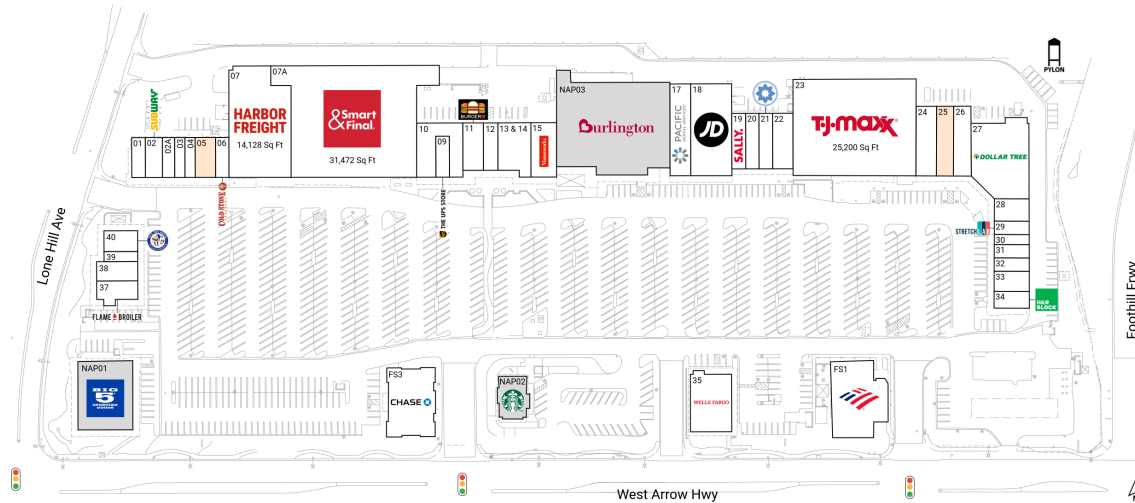 PYLON
07
07A
NAP03
17
18
23
SUBWAY
HARBOR
FREIGHT
14,128 Sq Ft
&Smart
Final.
31,472 Sq Ft
BURGERIM
Burlington
PACIFIC
JD
SALLY.
T·J·maxx
25,200 Sq Ft
01
02
02A
03
04
05
06
10
09
11
12
13 & 14
15
19
20
21
22
24
25
26
27
DOLLAR TREE
COLD STONE
THE UPS STORE
28
29
30
31
32
33
34
STRETCH
H&R
BLOCK
Lone Hill Ave
Foothill Frwy
40
39
38
37
FLAME BROILER
NAP01
BIG
5
SPORTING
GOODS
FS3
CHASE
NAP02
35
WELLS FARGO
FS1
West Arrow Hwy